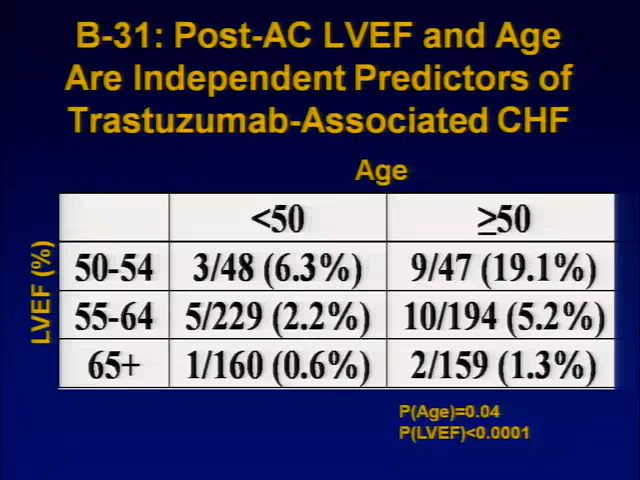 B-31: Post-AC LVEF and Age
Are Independent Predictors of
Trastuzumab-Associated CHF
Age
<50 ≥50
LVEF (%)
50-54 3/48 (6.3%) 9/47 (19.1%)
55-64 5/229 (2.2%) 10/194 (5.2%)
65+ 1/160 (0.6%) 2/159 (1.3%)
P(Age)=0.04
P(LVEF)<0.0001